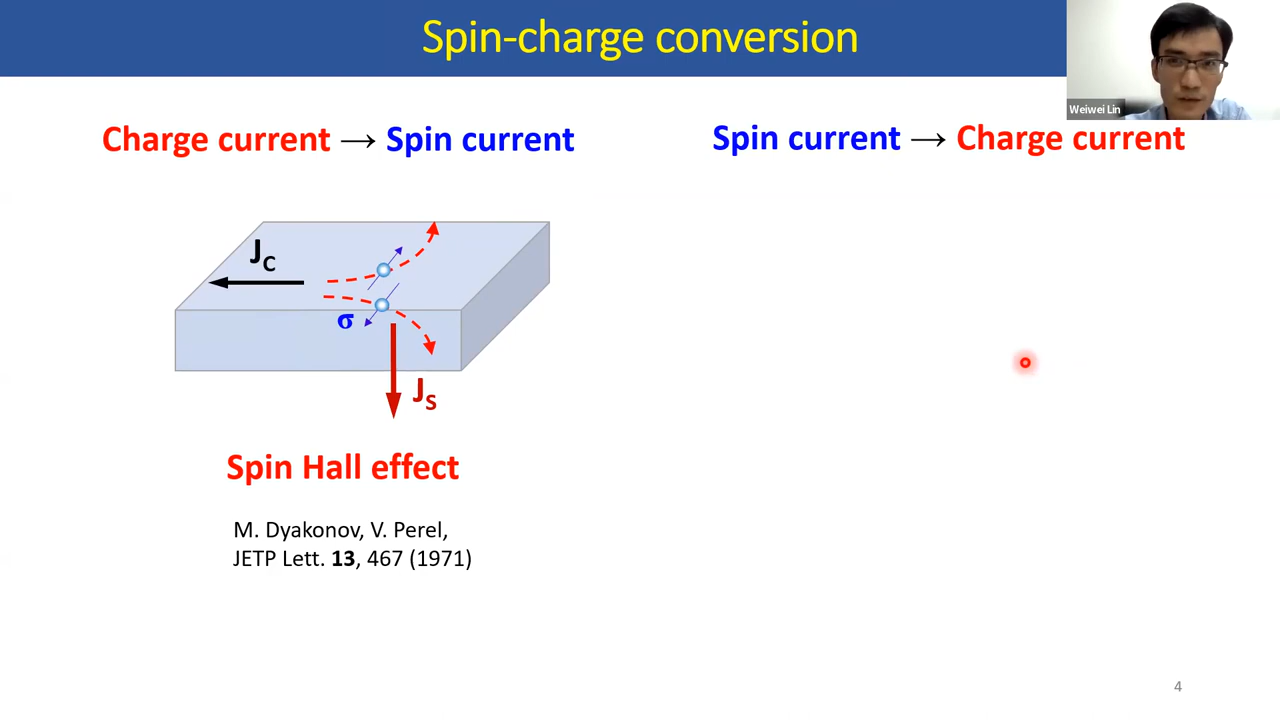 Spin-charge conversion
Weiwei Lin
Charge current → Spin current
Spin current → Charge current
J_C
σ
J_S
Spin Hall effect
M. Dyakonov, V. Perel,
JETP Lett. 13, 467 (1971)
4